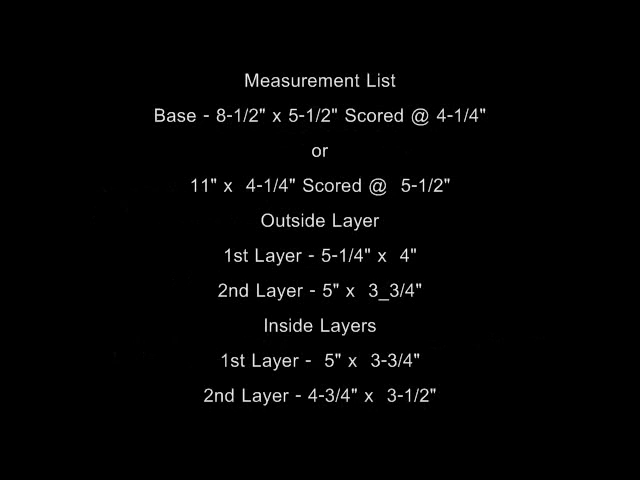 Measurement List
Base - 8-1/2" x 5-1/2" Scored @ 4-1/4"
or
11" x 4-1/4" Scored @ 5-1/2"
Outside Layer
1st Layer - 5-1/4" x 4"
2nd Layer - 5" x 3_3/4"
Inside Layers
1st Layer - 5" x 3-3/4"
2nd Layer - 4-3/4" x 3-1/2"